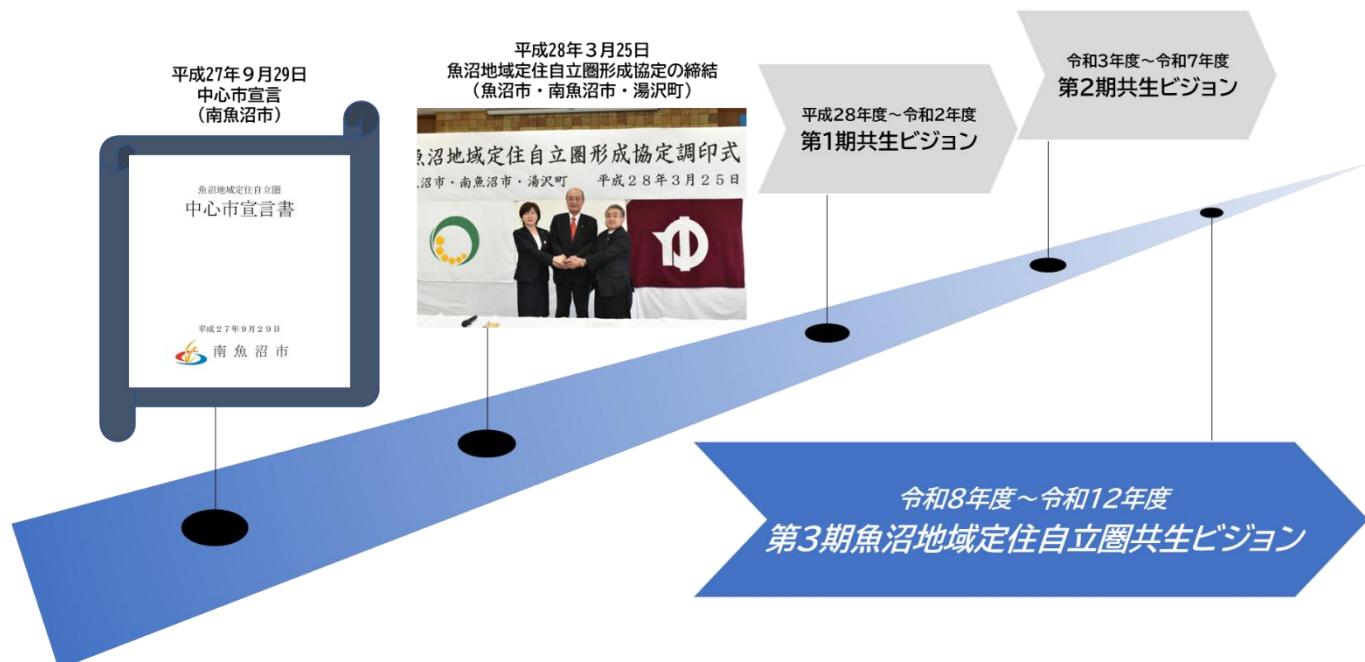 平成27年９月29日
中心市宣言
（南魚沼市）
魚沼地域定住自立圏
中心市宣言書
平成２７年９月２９日
南魚沼市
平成28年３月25日
魚沼地域定住自立圏形成協定の締結
（魚沼市・南魚沼市・湯沢町）
魚沼地域定住自立圏形成協定調印式
魚沼市・南魚沼市・湯沢町　平成２８年３月２５日
平成28年度～令和2年度
第1期共生ビジョン
令和3年度～令和7年度
第2期共生ビジョン
令和8年度～令和12年度
第3期魚沼地域定住自立圏共生ビジョン